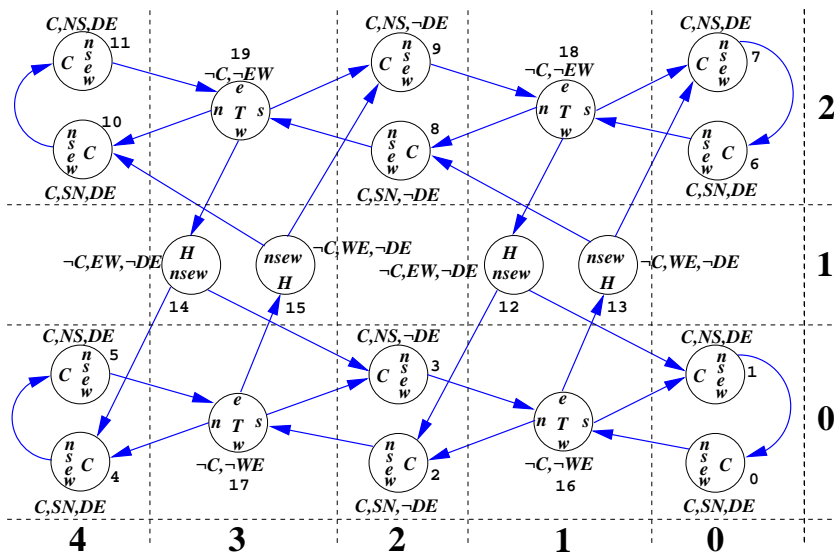 C,NS,DE
11
n
s
e
w
C
10
n
s
e
w
C
C,SN,DE
19
¬C,¬EW
e
n T s
w
C,NS,¬DE
9
n
s
e
w
C
8
n
s
e
w
C
C,SN,¬DE
18
¬C,¬EW
e
n T s
w
C,NS,DE
7
n
s
e
w
C
6
n
s
e
w
C
C,SN,DE
2
¬C,EW,¬DE
H
nsew
14
nsew
H
15
¬C,WE,¬DE
¬C,EW,¬DE
H
nsew
12
nsew
H
13
¬C,WE,¬DE
1
C,NS,DE
5
n
s
e
w
C
4
n
s
e
w
C
C,SN,DE
e
n T s
w
¬C,¬WE
17
C,NS,¬DE
3
n
s
e
w
C
2
n
s
e
w
C
C,SN,¬DE
e
n T s
w
¬C,¬WE
16
C,NS,DE
1
n
s
e
w
C
0
n
s
e
w
C
C,SN,DE
0
4 3 2 1 0